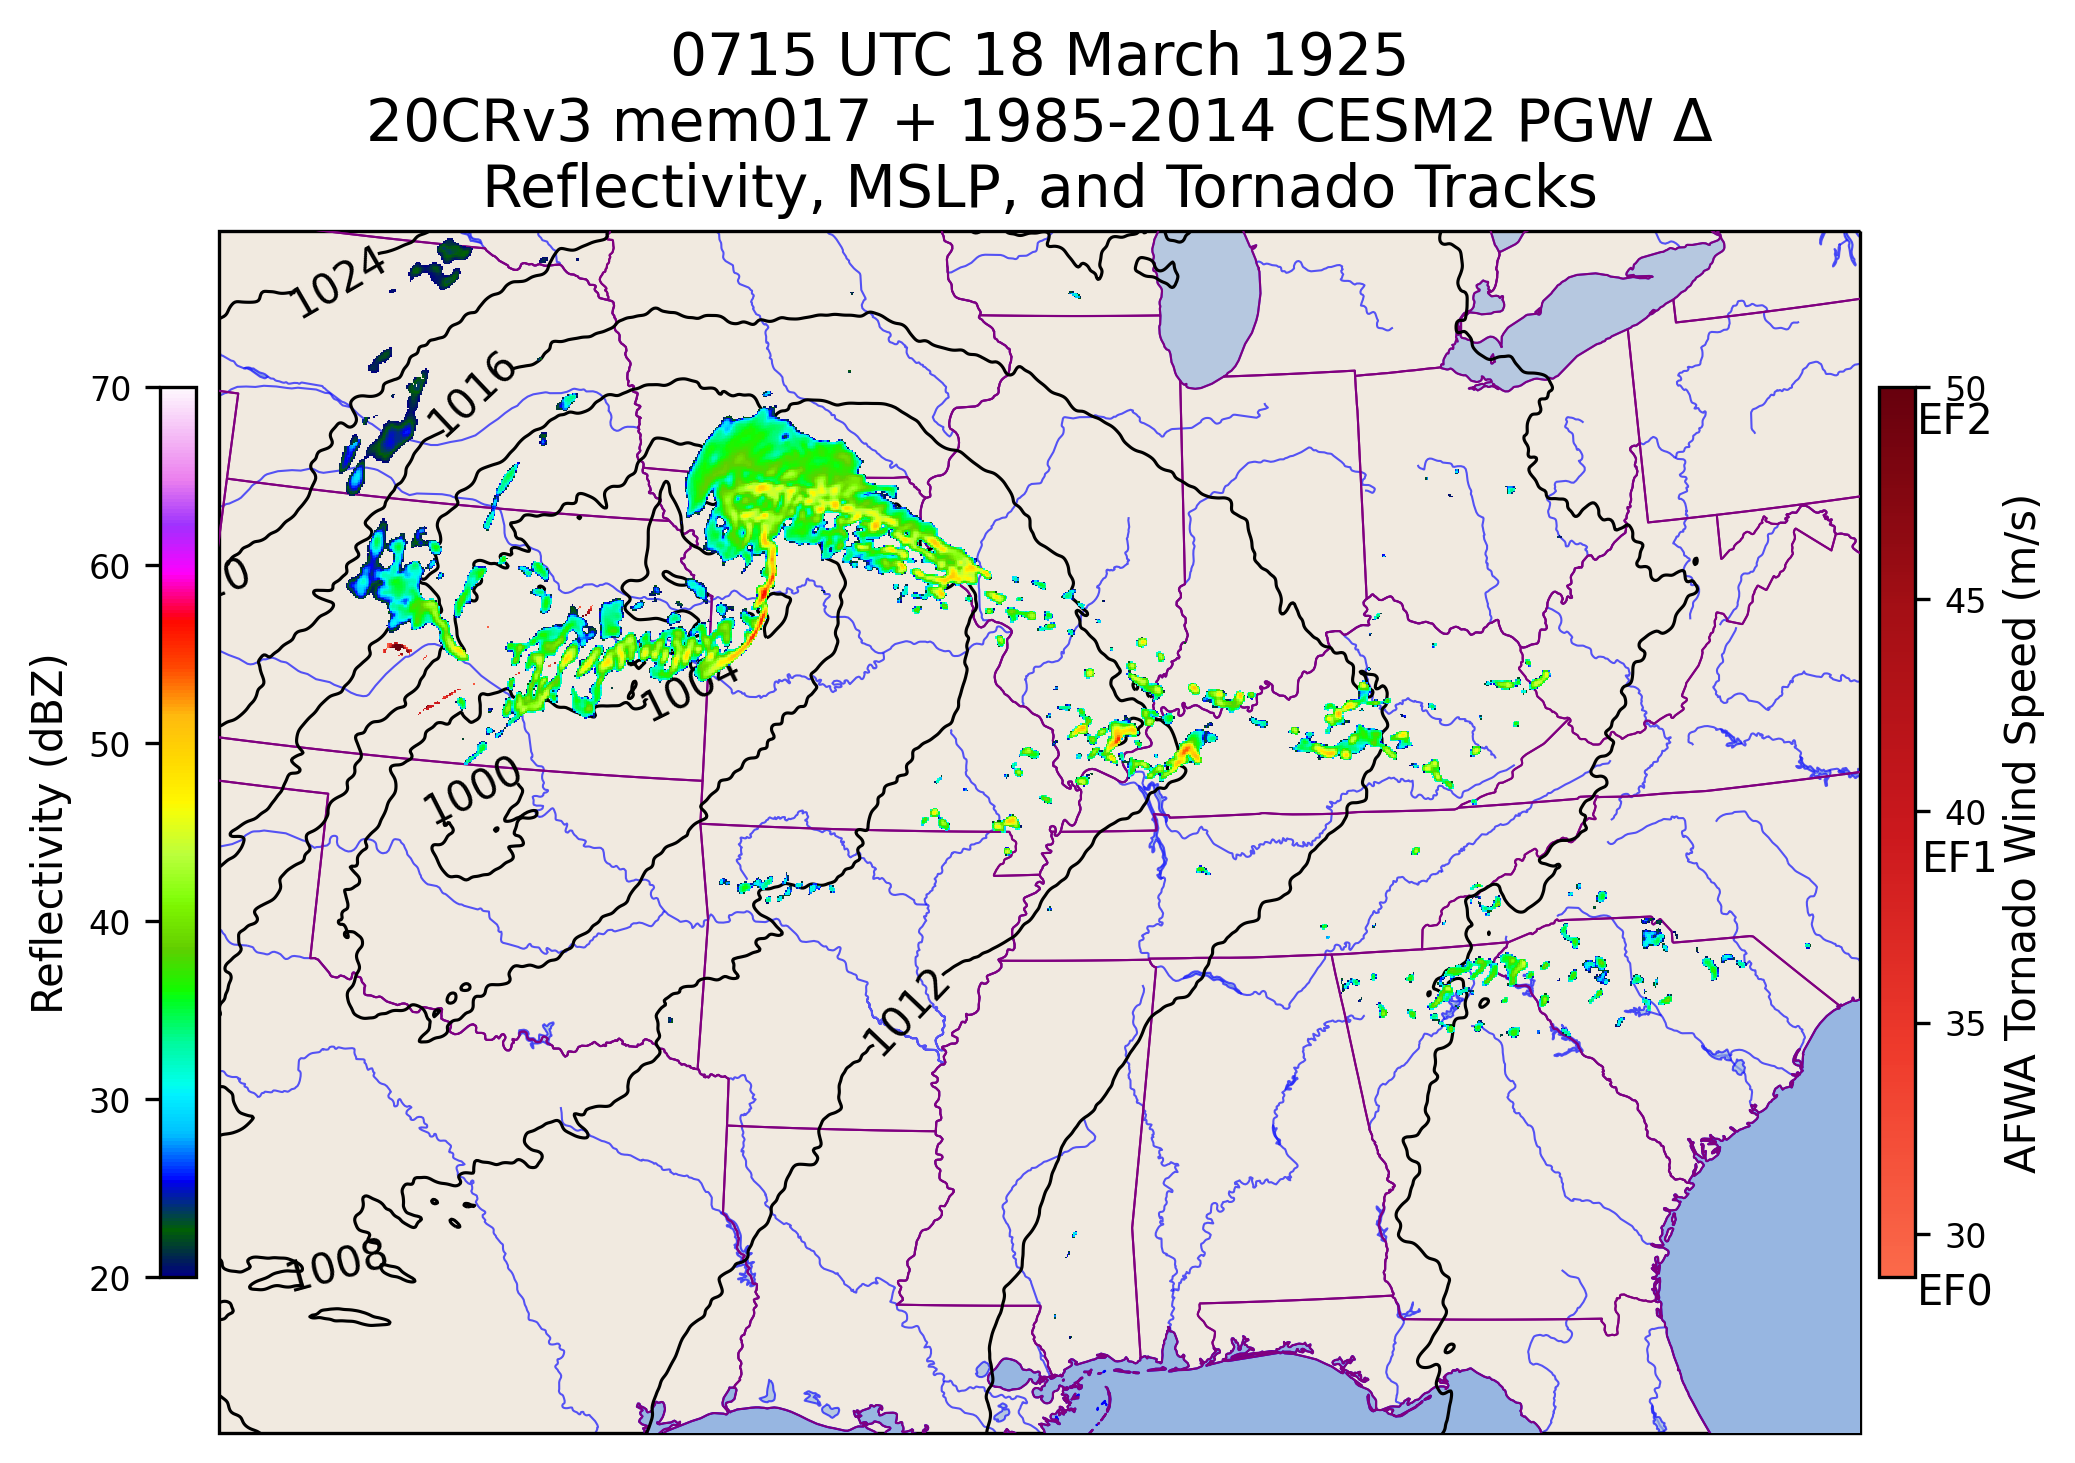 0715 UTC 18 March 1925
20CRv3 mem017 + 1985-2014 CESM2 PGW Δ
Reflectivity, MSLP, and Tornado Tracks
Reflectivity (dBZ)
70
60
50
40
30
20
1024
1016
1004
1000
1012
1008
50
EF2
45
40
EF1
35
30
EF0
AFWA Tornado Wind Speed (m/s)